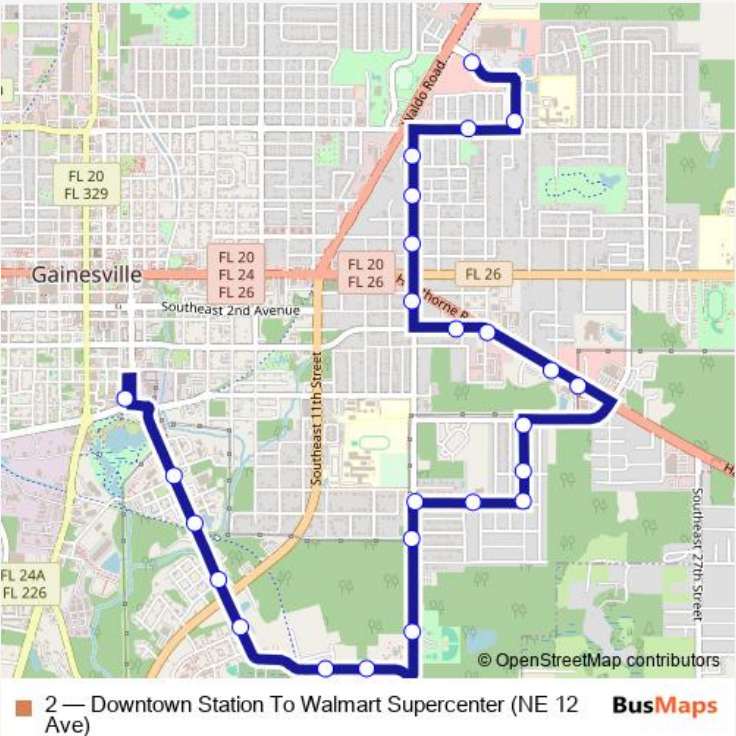 Waldo Road
FL 20
FL 329
Gainesville
FL 20
FL 24
FL 26
FL 20
FL 26
FL 26
Southeast 2nd Avenue
Southeast 11th Street
Southeast 27th Street
FL 24A
FL 226
© OpenStreetMap contributors
2 — Downtown Station To Walmart Supercenter (NE 12
Ave)
BusMaps